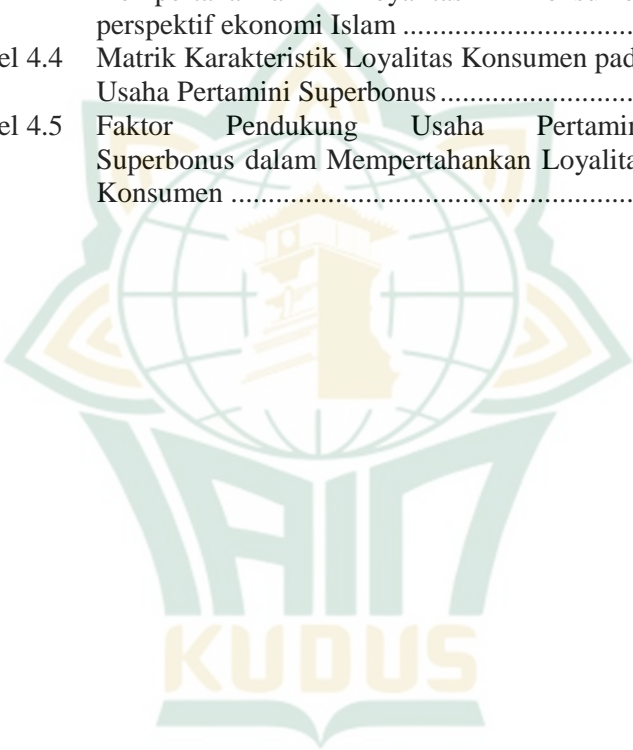 perspektif ekonomi Islam ....................................
el 4.4 Matrik Karakteristik Loyalitas Konsumen pad
Usaha Pertamini Superbonus..............................
el 4.5 Faktor Pendukung Usaha Pertamin
Superbonus dalam Mempertahankan Loyalita
Konsumen ...............................................................
IAIN
KUDUS